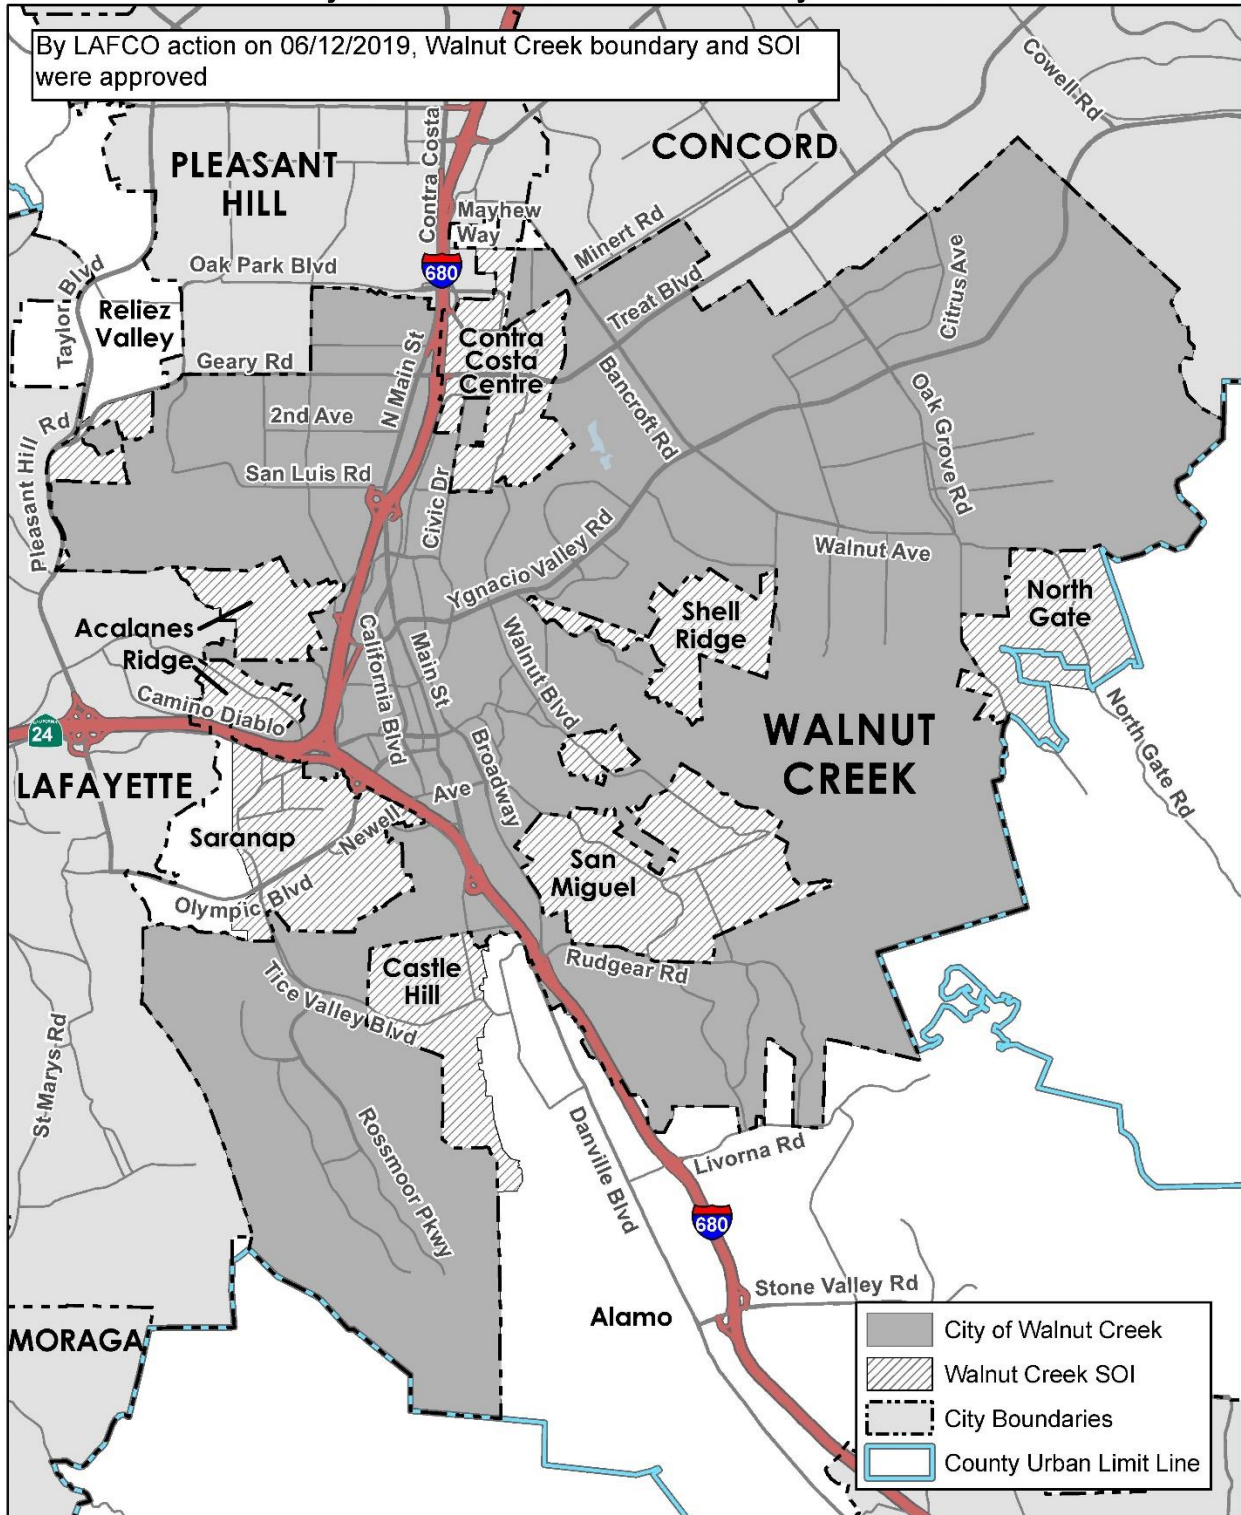 By LAFCO action on 06/12/2019, Walnut Creek boundary and SOI
were approved
Cowell Rd
PLEASANT
HILL
Contra Costa
CONCORD
Mayhew
Way
Minert Rd
680
Oak Park Blvd
Taylor Blvd
Reliez
Valley
Treat Blvd
Citrus Ave
Contra
Costa
Centre
Geary Rd
N Main St
Bancroft Rd
2nd Ave
Oak Grove Rd
San Luis Rd
Pleasant Hill Rd
Civic Dr
Ygnacio Valley Rd
Walnut Ave
North
Gate
Shell
Ridge
Acalanes
Ridge
California Blvd
Main St
Walnut Blvd
Camino Diablo
24
LAFAYETTE
WALNUT
CREEK
Broadway
North Gate Rd
Saranap
Newell Ave
San
Miguel
Olympic Blvd
Rudgear Rd
Castle
Hill
Tice Valley Blvd
St Marys Rd
Rossmoor Pkwy
Danville Blvd
Livorna Rd
680
Stone Valley Rd
Alamo
MORAGA
City of Walnut Creek
Walnut Creek SOI
City Boundaries
County Urban Limit Line